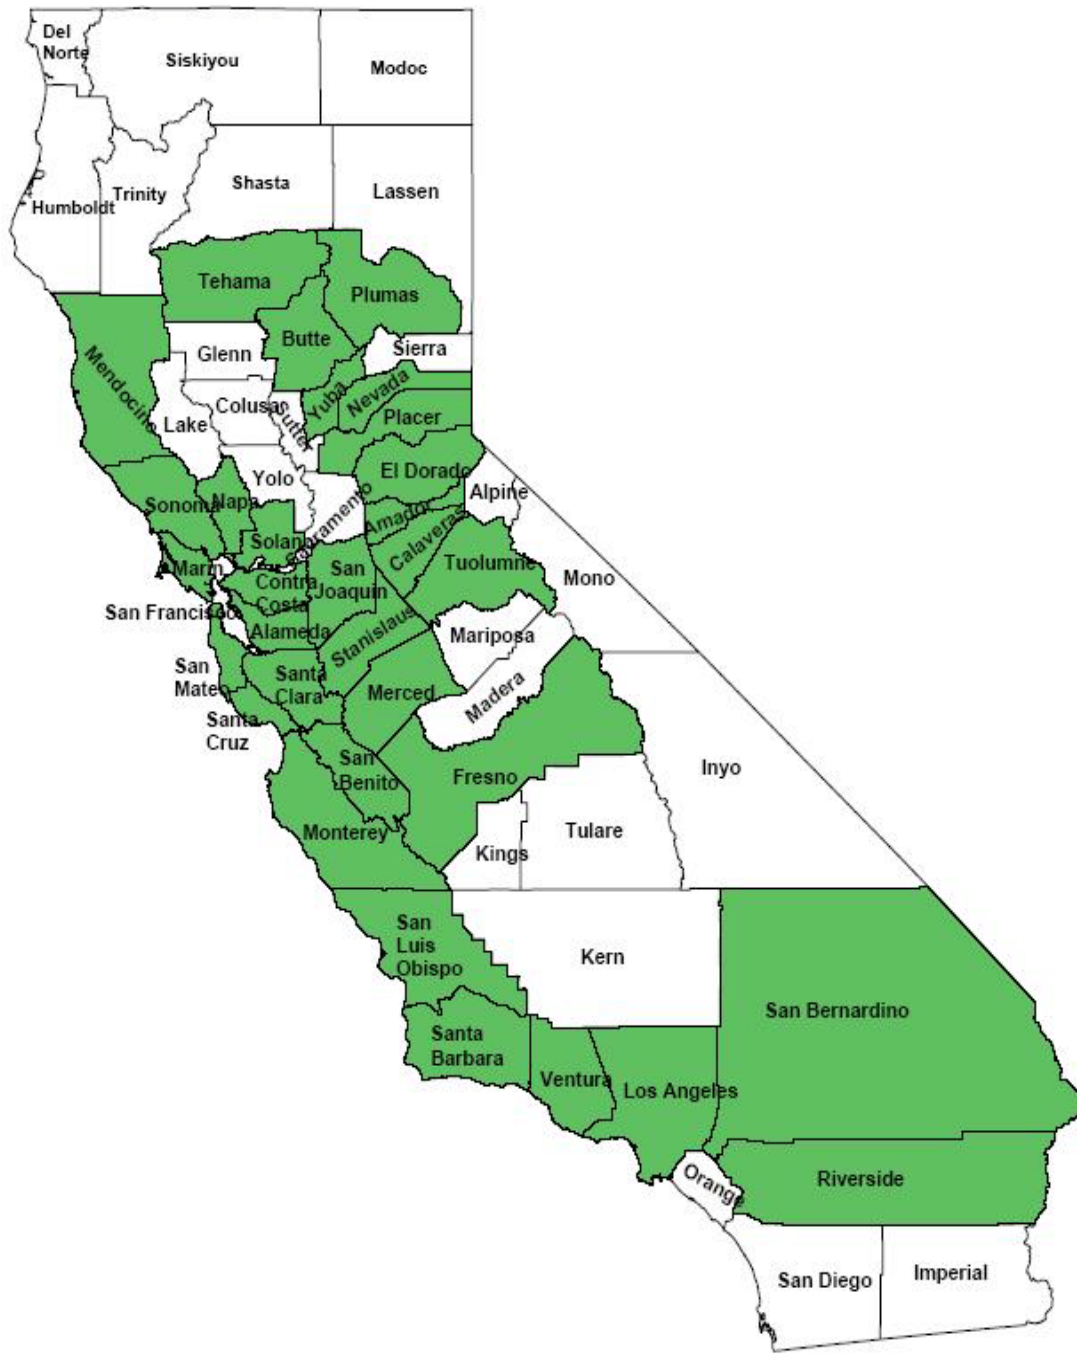 Del
Norte
Siskiyou
Modoc
Humboldt
Trinity
Shasta
Lassen
Tehama
Plumas
Mendocino
Glenn
Butte
Sierra
Lake
Colusa
Sutter
Yuba
Nevada
Placer
Yolo
El Dorado
Sonoma
Napa
Solano
Sacramento
Amador
Alpine
Calaveras
Marin
Contra
Costa
San
Joaquin
Tuolumne
Mono
San Francisco
Alameda
Stanislaus
Mariposa
San
Mateo
Santa
Clara
Merced
Madera
Santa
Cruz
San
Benito
Fresno
Inyo
Monterey
Kings
Tulare
San
Luis
Obispo
Kern
San Bernardino
Santa
Barbara
Ventura
Los Angeles
Orange
Riverside
San Diego
Imperial